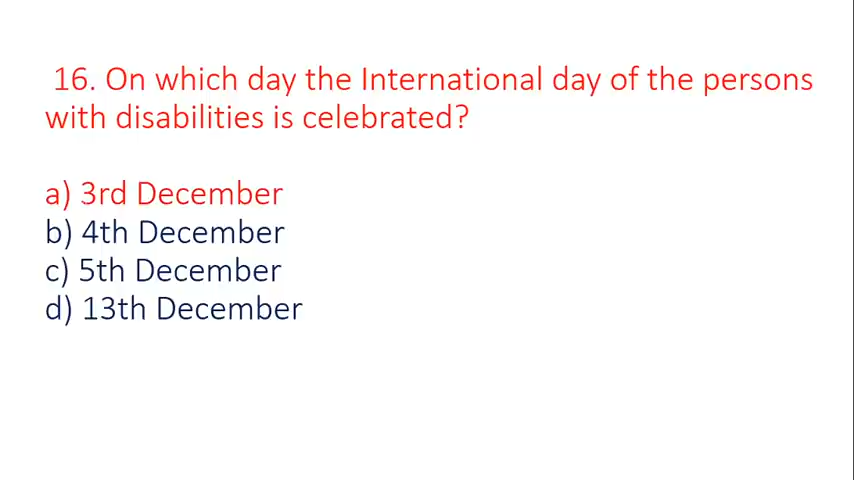 16. On which day the International day of the persons
with disabilities is celebrated?
a) 3rd December
b) 4th December
c) 5th December
d) 13th December